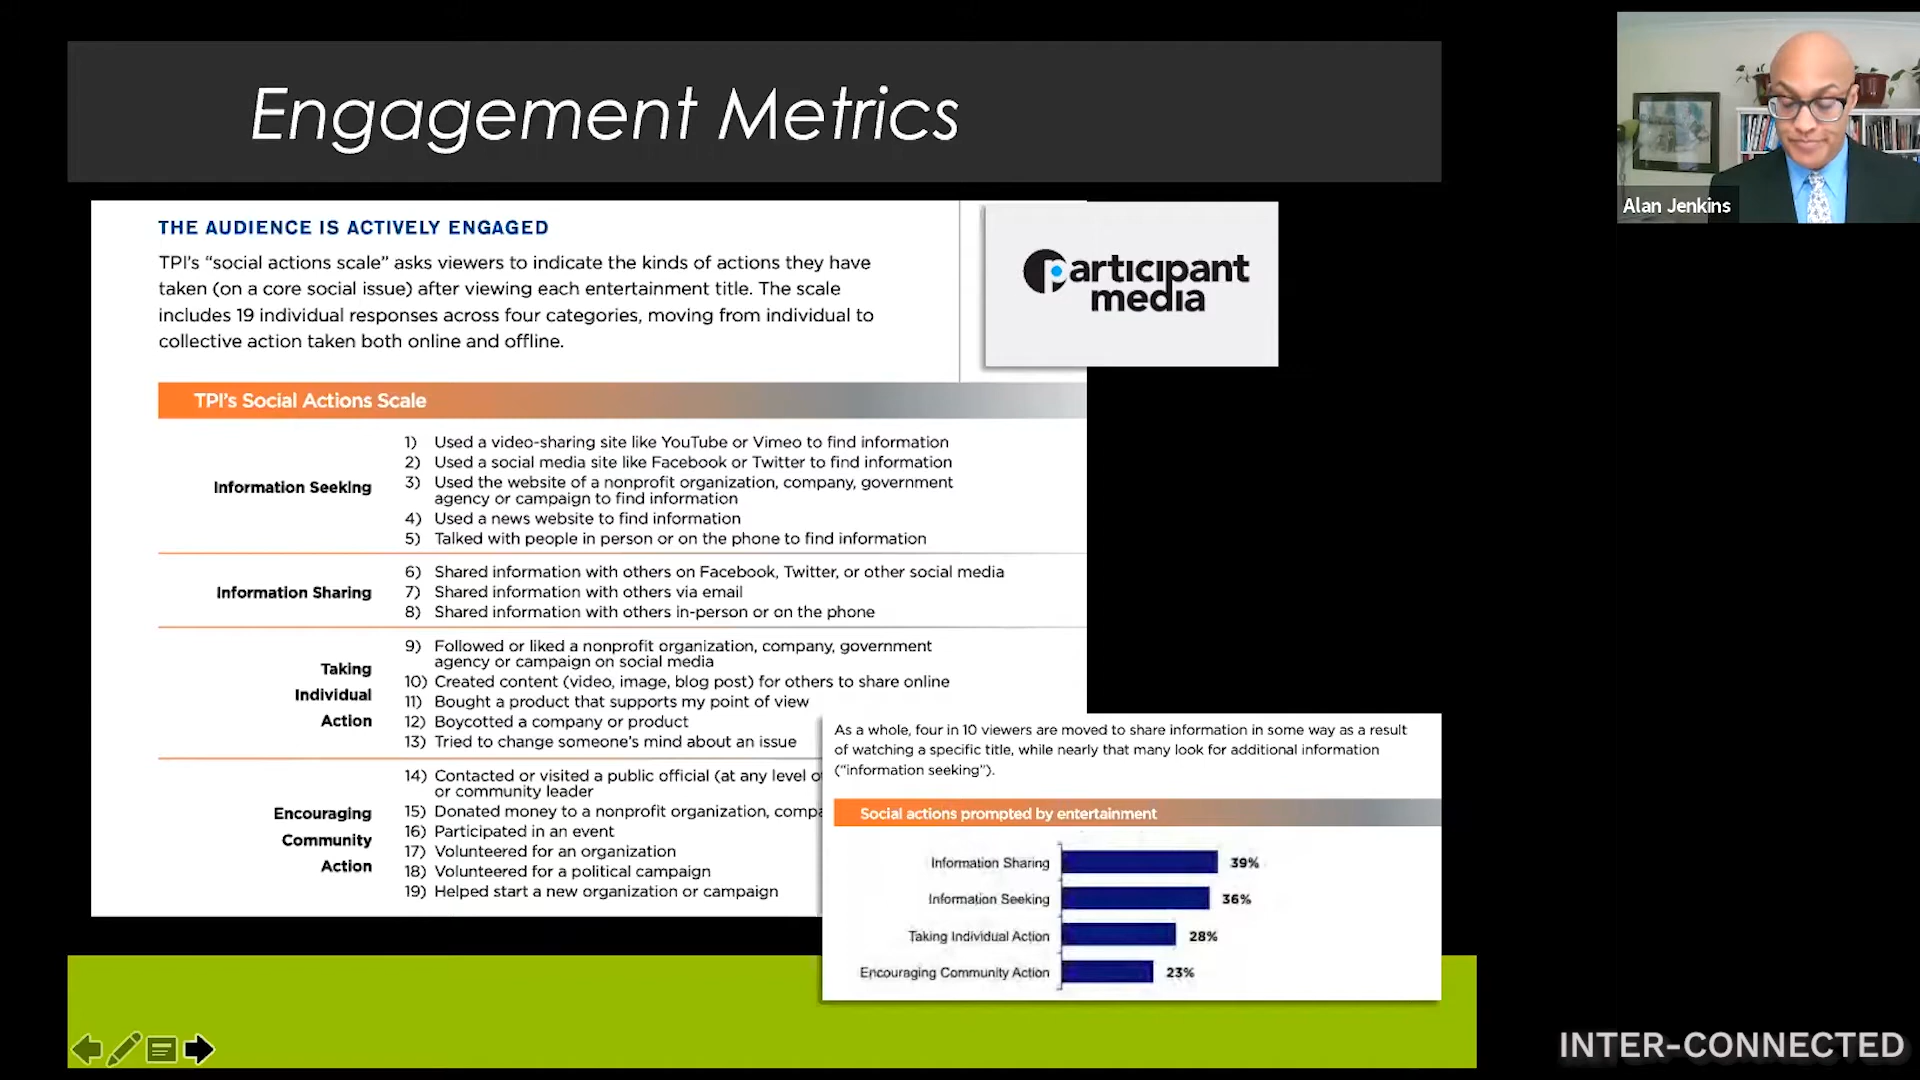 Engagement Metrics
Alan Jenkins
THE AUDIENCE IS ACTIVELY ENGAGED
TPI's “social actions scale” asks viewers to indicate the kinds of actions they have
taken (on a core social issue) after viewing each entertainment title. The scale
includes 19 individual responses across four categories, moving from individual to
collective action taken both online and offline.
participant
media
TPI's Social Actions Scale
Information Seeking
1) Used a video-sharing site like YouTube or Vimeo to find information
2) Used a social media site like Facebook or Twitter to find information
3) Used the website of a nonprofit organization, company, government
agency or campaign to find information
4) Used a news website to find information
5) Talked with people in person or on the phone to find information
Information Sharing
6) Shared information with others on Facebook, Twitter, or other social media
7) Shared information with others via email
8) Shared information with others in-person or on the phone
Taking
Individual
Action
9) Followed or liked a nonprofit organization, company, government
agency or campaign on social media
10) Created content (video, image, blog post) for others to share online
11) Bought a product that supports my point of view
12) Boycotted a company or product
13) Tried to change someone's mind about an issue
Encouraging
Community
Action
14) Contacted or visited a public official (at any level o
or community leader
15) Donated money to a nonprofit organization, compa
16) Participated in an event
17) Volunteered for an organization
18) Volunteered for a political campaign
19) Helped start a new organization or campaign
As a whole, four in 10 viewers are moved to share information in some way as a result
of watching a specific title, while nearly that many look for additional information
(“information seeking”).
Social actions prompted by entertainment
Information Sharing 39%
Information Seeking 36%
Taking Individual Action 28%
Encouraging Community Action 23%
INTER-CONNECTED